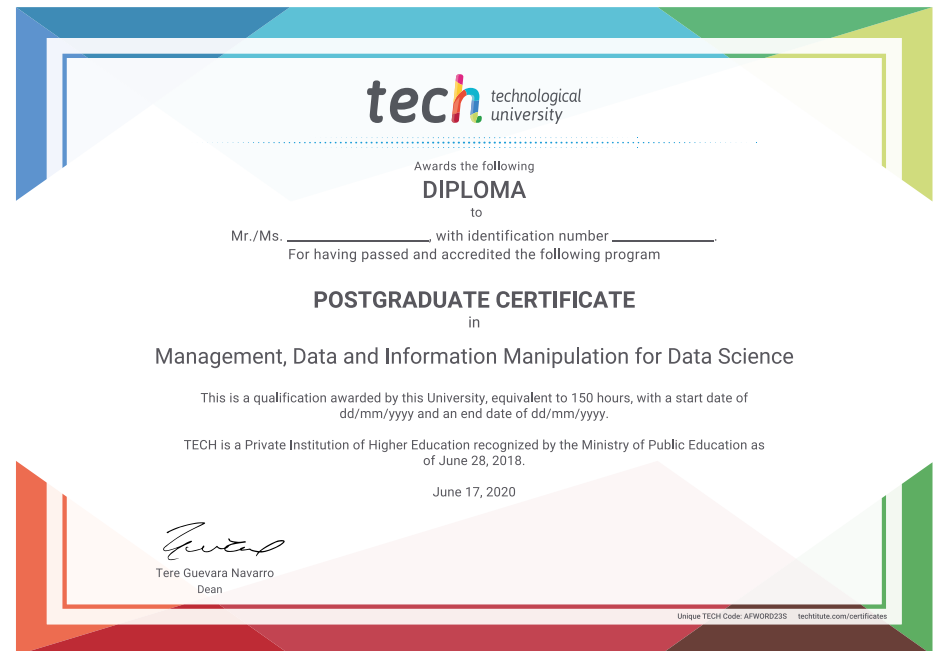 tech technological
university
Awards the following
DIPLOMA
to
Mr./Ms. ____________, with identification number _________.
For having passed and accredited the following program
POSTGRADUATE CERTIFICATE
in
Management, Data and Information Manipulation for Data Science
This is a qualification awarded by this University, equivalent to 150 hours, with a start date of
dd/mm/yyyy and an end date of dd/mm/yyyy.
TECH is a Private Institution of Higher Education recognized by the Ministry of Public Education as
of June 28, 2018.
June 17, 2020
Tere Guevara Navarro
Dean
Unique TECH Code: AFWORD23S techtitute.com/certificates